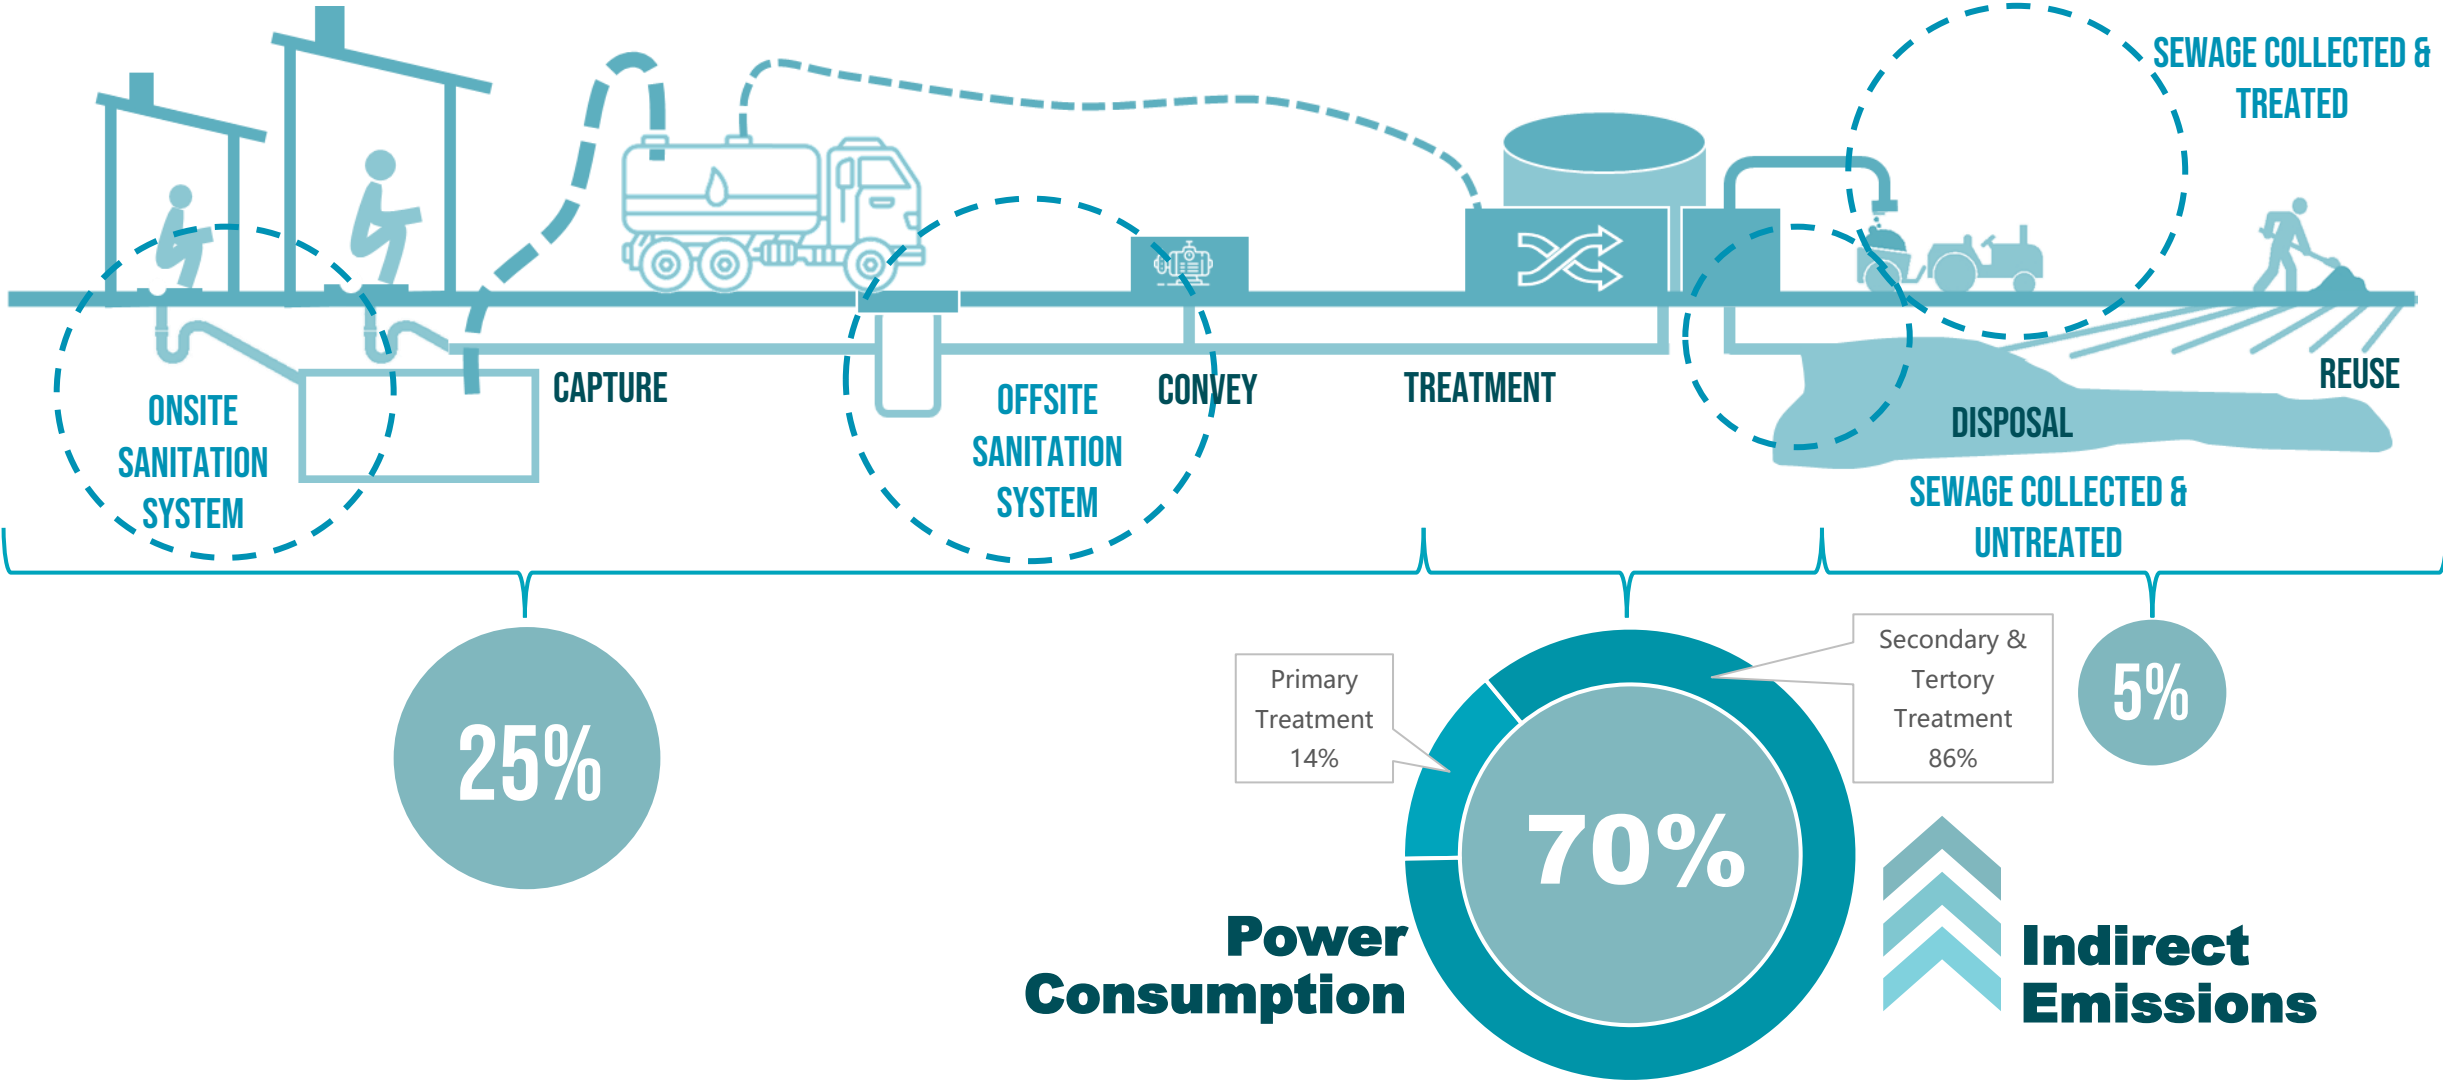 SEWAGE COLLECTED &
TREATED
ONSITE
SANITATION
SYSTEM
CAPTURE
OFFSITE
SANITATION
SYSTEM
CONVEY
TREATMENT
DISPOSAL
REUSE
SEWAGE COLLECTED &
UNTREATED
25%
Primary
Treatment
14%
70%
Secondary &
Tertory
Treatment
86%
5%
Power
Consumption
Indirect
Emissions